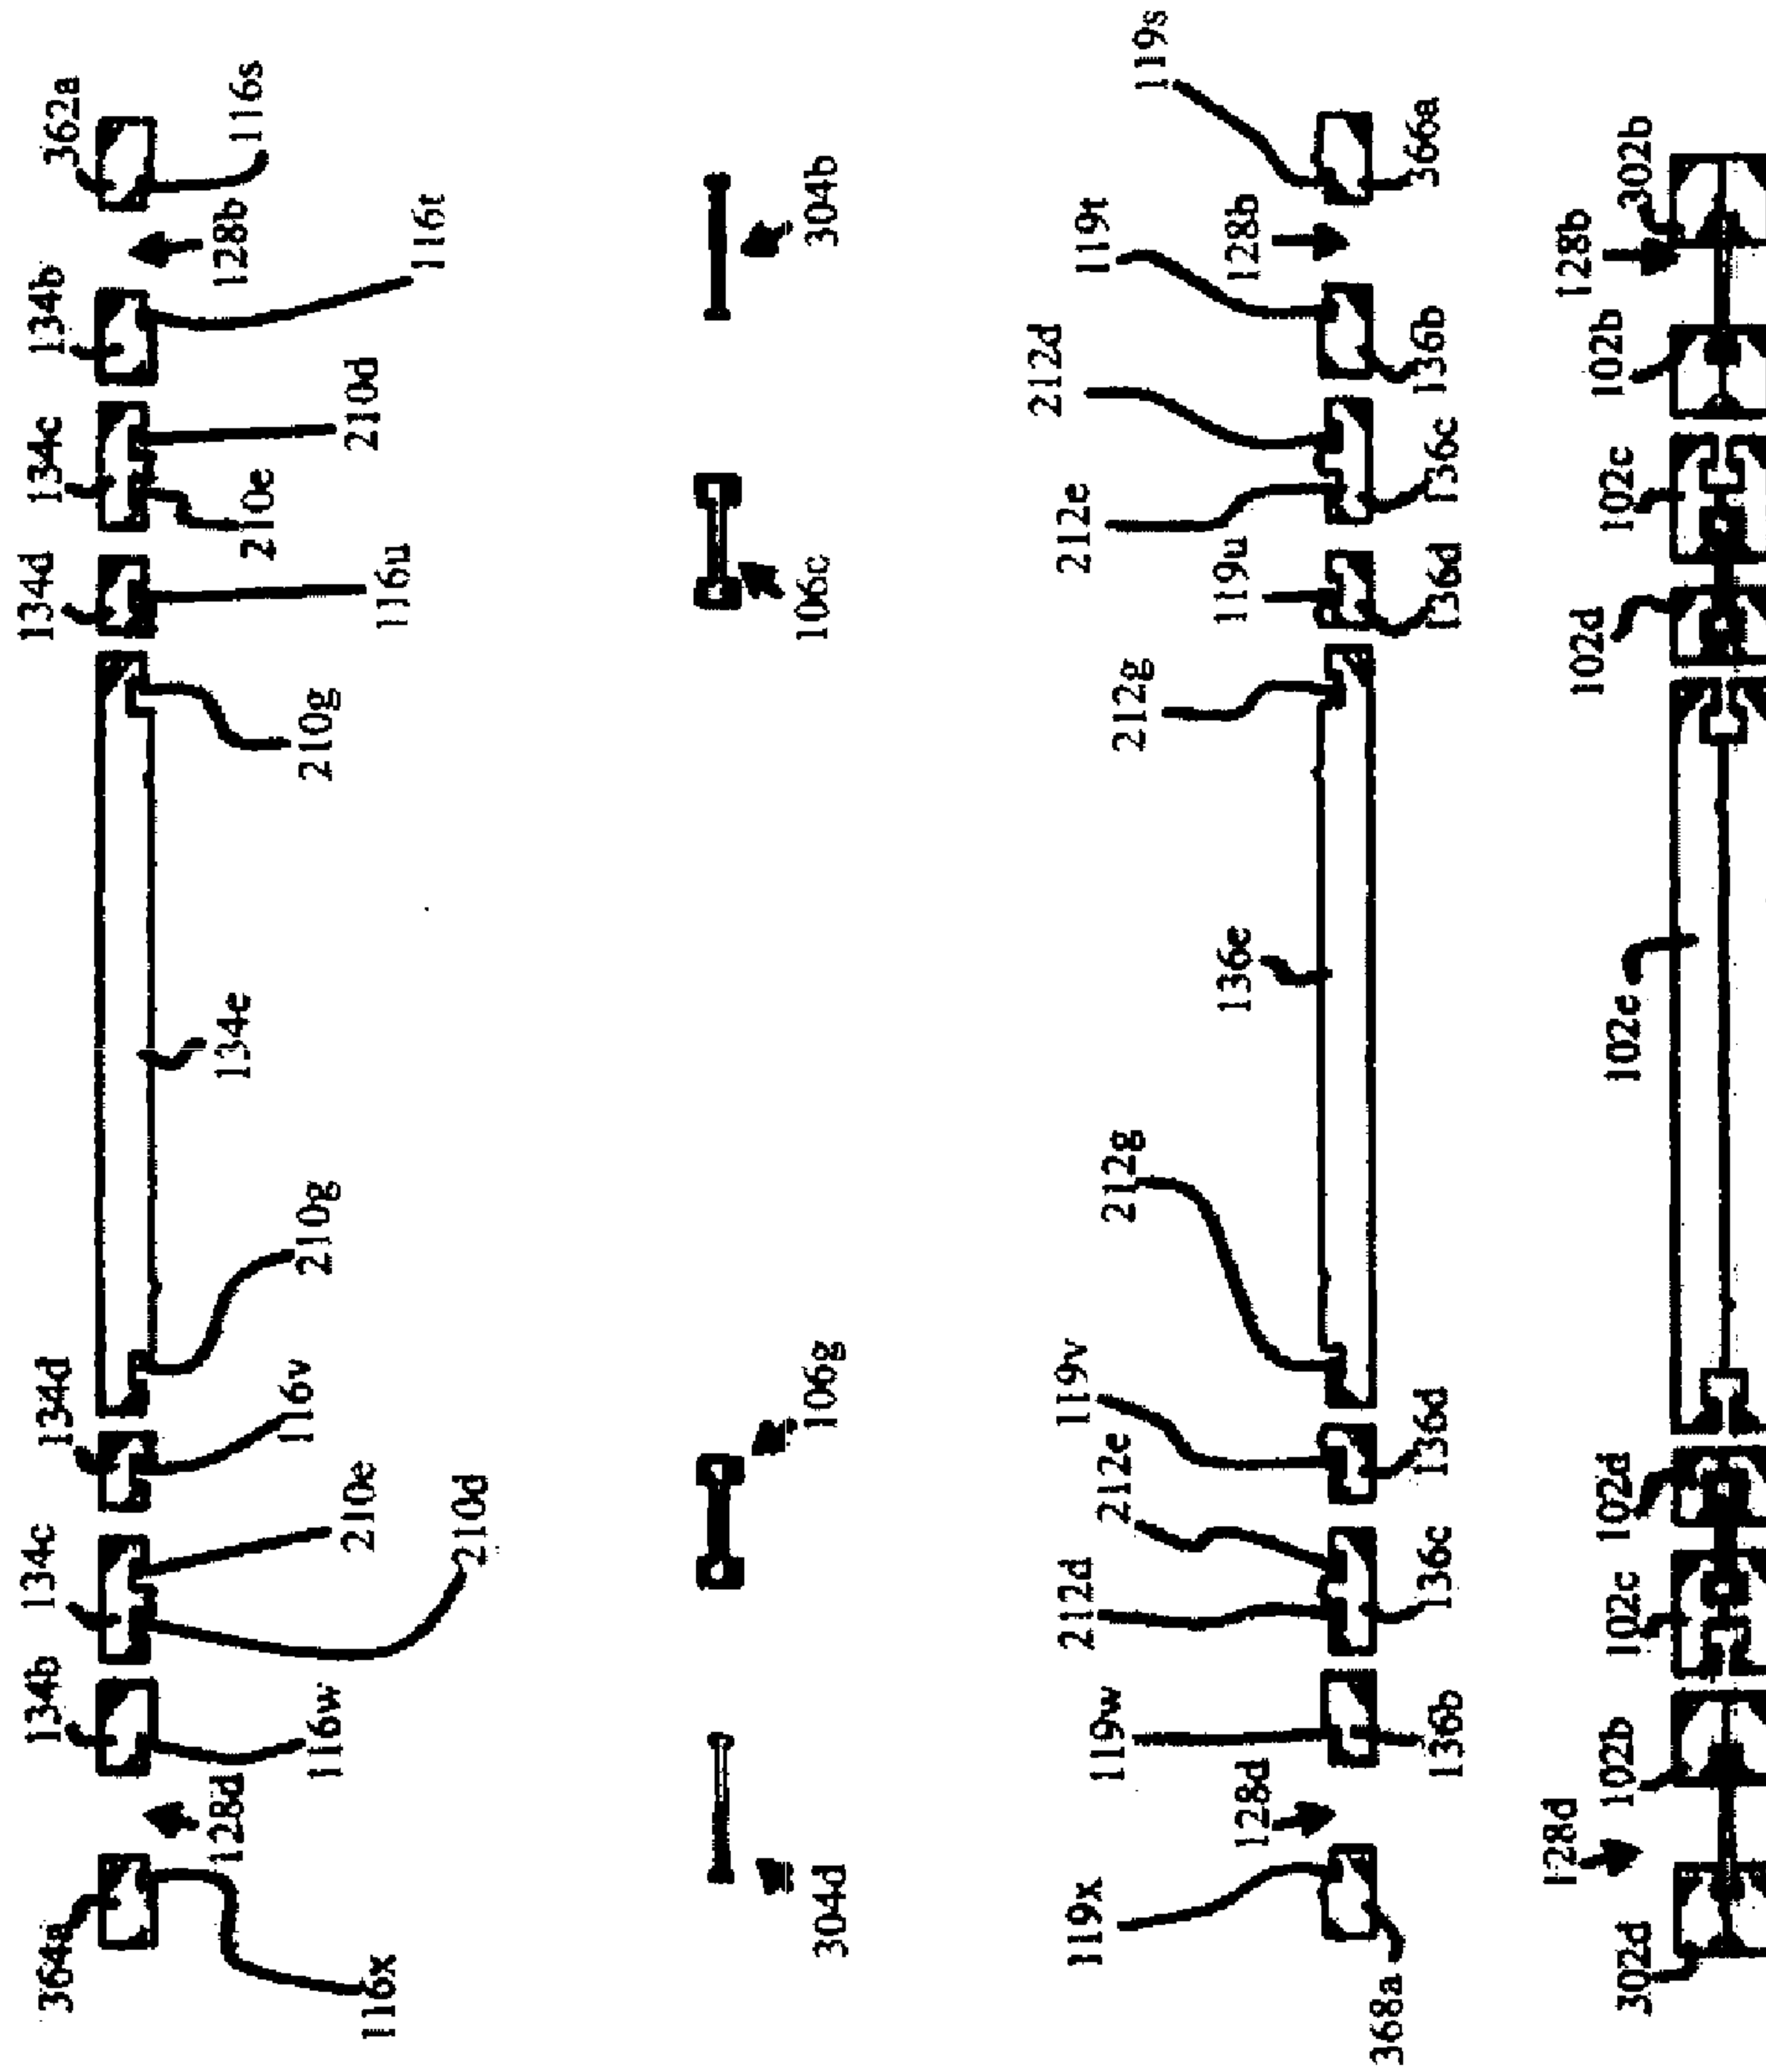 364a
134b
134c
134d
134d
134c
134b
362a
116x
128d
116w
210d
210e
116v
210g
134e
210g
116u
210e
210d
116t
128b
116s
304d
106g
106c
304b
119x
128d
119w
212d
212e
119v
212g
136e
212g
119u
212e
212d
119t
128b
119s
368a
136b
136c
136d
136d
136c
136b
366a
302d
128d
102b
102c
102d
102e
102d
102c
102b
128b
302b